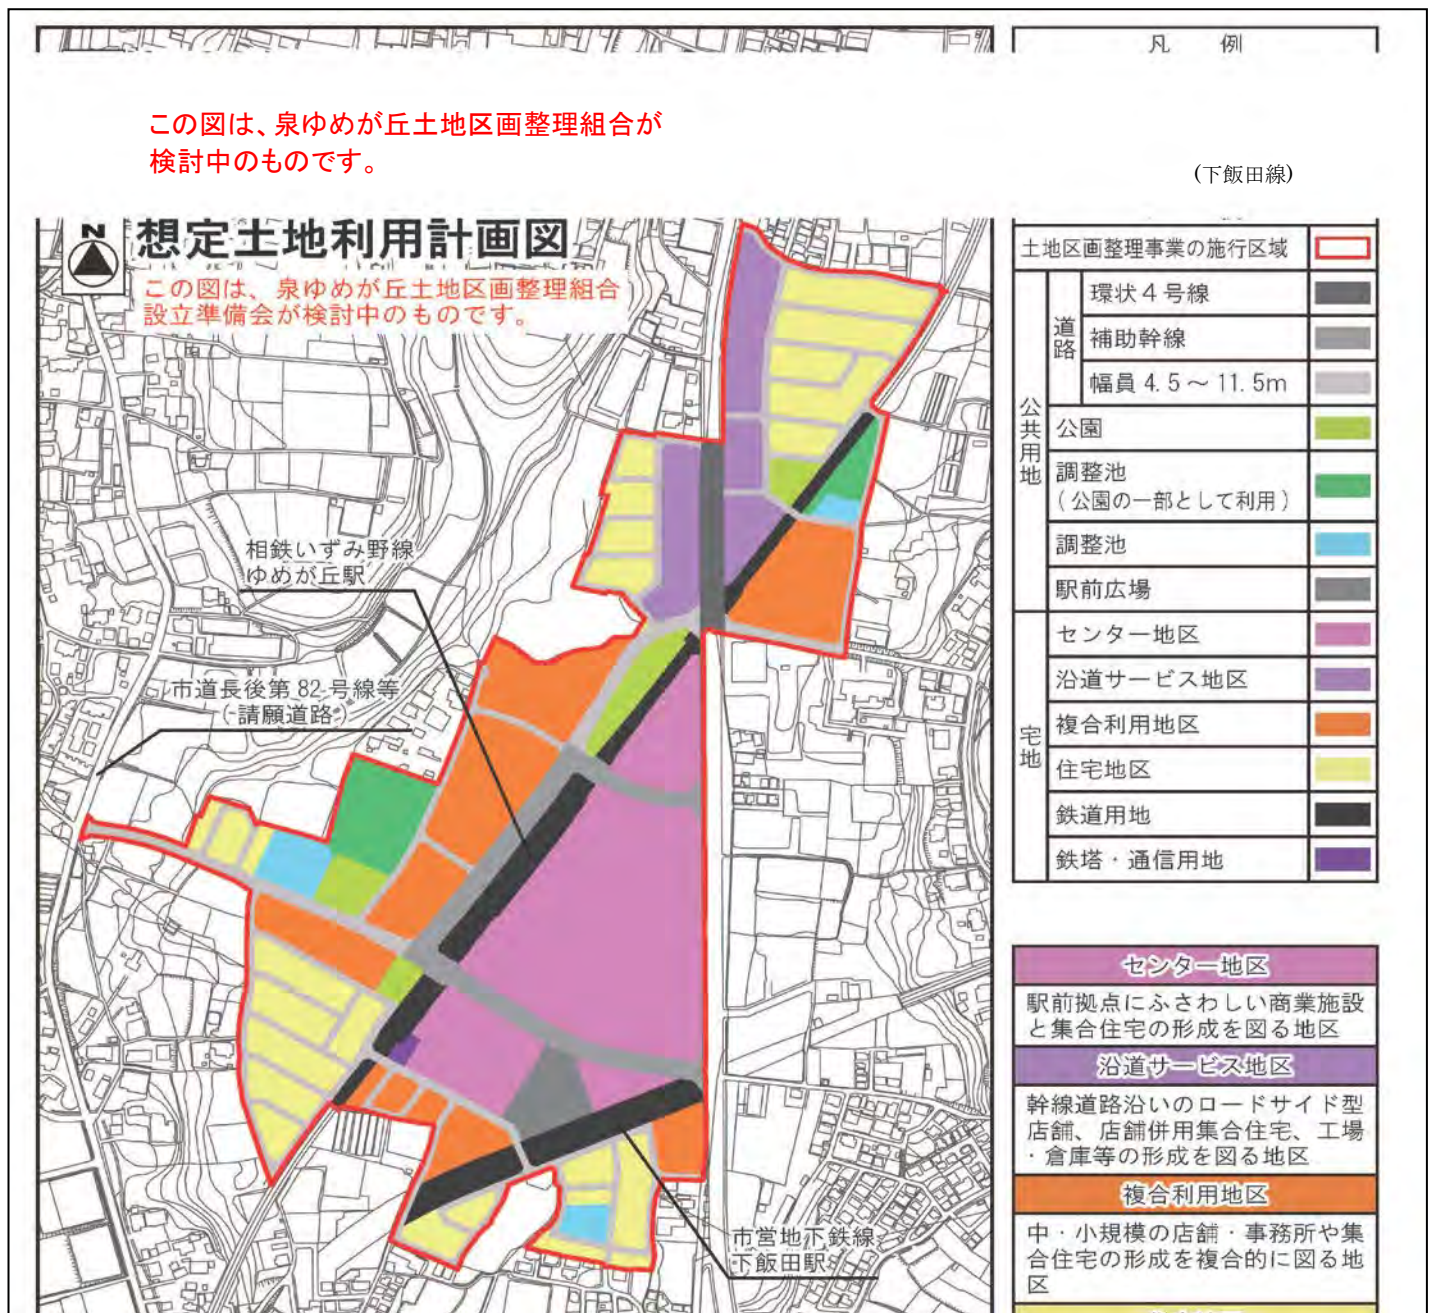 凡 例
この図は、泉ゆめが丘土地区画整理組合が
検討中のものです。
(下飯田線)
N
想定土地利用計画図
この図は、泉ゆめが丘土地区画整理組合
設立準備会が検討中のものです。
相鉄いずみ野線
ゆめが丘駅
市道長後第82号線等
(請願道路)
市営地下鉄線
下飯田駅
土地区画整理事業の施行区域
公共用地
道路
環状4号線
補助幹線
幅員 4.5～11.5m
公園
調整池
(公園の一部として利用)
調整池
駅前広場
宅地
センター地区
沿道サービス地区
複合利用地区
住宅地区
鉄道用地
鉄塔・通信用地
センター地区
駅前拠点にふさわしい商業施設
と集合住宅の形成を図る地区
沿道サービス地区
幹線道路沿いのロードサイド型
店舗、店舗併用集合住宅、工場
・倉庫等の形成を図る地区
複合利用地区
中・小規模の店舗・事務所や集
合住宅の形成を複合的に図る地
区